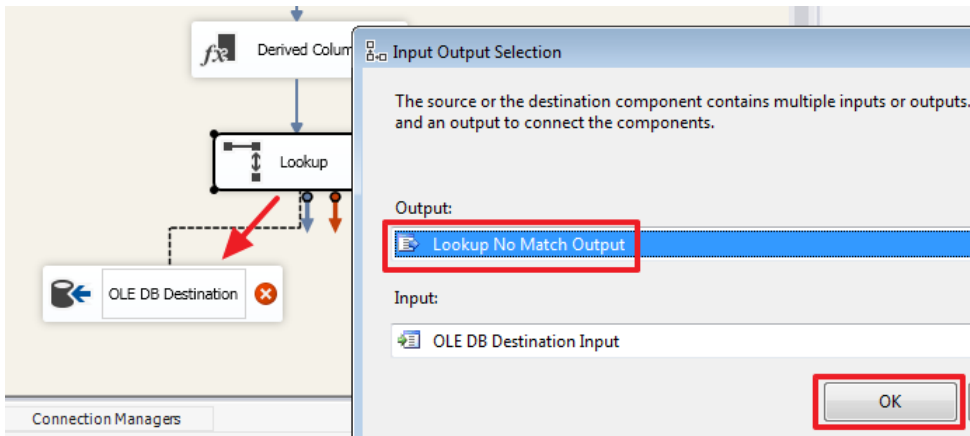 Derived Colum
Input Output Selection
The source or the destination component contains multiple inputs or outputs.
and an output to connect the components.
Lookup
Output:
Lookup No Match Output
OLE DB Destination
Input:
OLE DB Destination Input
OK
Connection Managers